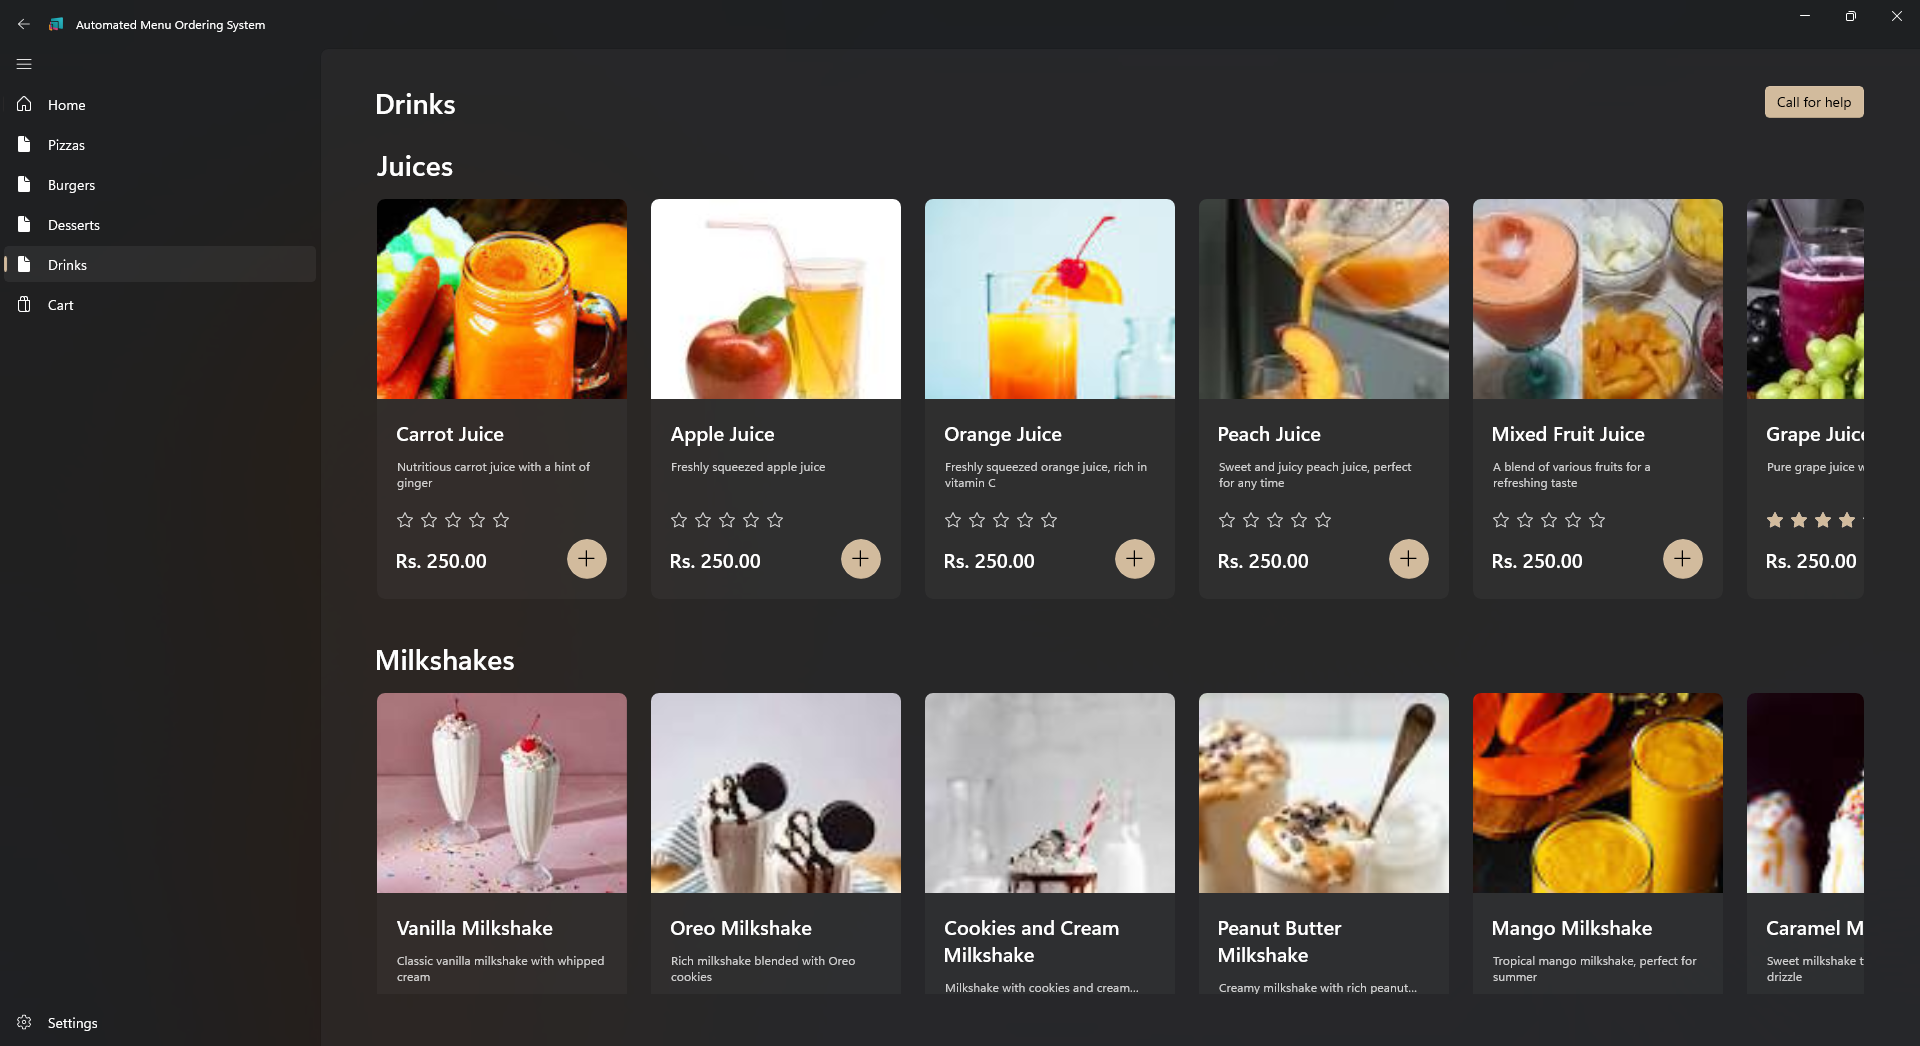 Automated Menu Ordering System
Home
Pizzas
Burgers
Desserts
Drinks
Cart
Settings
Drinks
Call for help
Juices
Carrot Juice
Nutritious carrot juice with a hint of
ginger
Rs. 250.00
Apple Juice
Freshly squeezed apple juice
Rs. 250.00
Orange Juice
Freshly squeezed orange juice, rich in
vitamin C
Rs. 250.00
Peach Juice
Sweet and juicy peach juice, perfect
for any time
Rs. 250.00
Mixed Fruit Juice
A blend of various fruits for a
refreshing taste
Rs. 250.00
Grape Juice
Pure grape juice
Rs. 250.00
Milkshakes
Vanilla Milkshake
Classic vanilla milkshake with whipped
cream
Oreo Milkshake
Rich milkshake blended with Oreo
cookies
Cookies and Cream
Milkshake
Milkshake with cookies and cream...
Peanut Butter
Milkshake
Creamy milkshake with rich peanut...
Mango Milkshake
Tropical mango milkshake, perfect for
summer
Caramel M
Sweet milkshake
drizzle